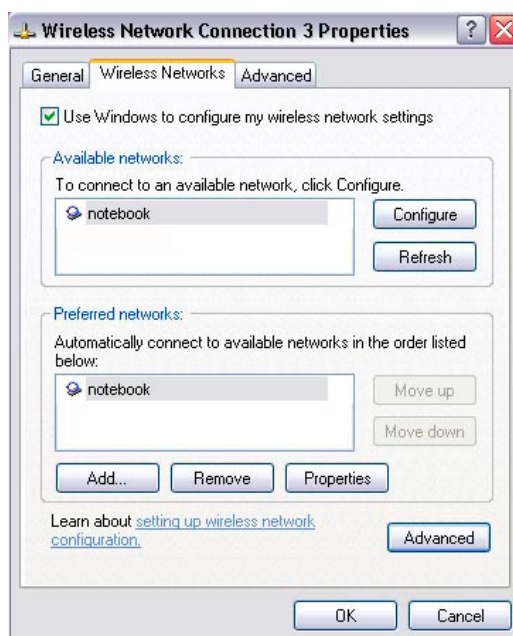 Wireless Network Connection 3 Properties
?
General Wireless Networks Advanced
Use Windows to configure my wireless network settings
Available networks:
To connect to an available network, click Configure.
notebook
Configure
Refresh
Preferred networks:
Automatically connect to available networks in the order listed
below:
notebook
Move up
Move down
Add... Remove Properties
Learn about setting up wireless network
configuration.
Advanced
OK Cancel